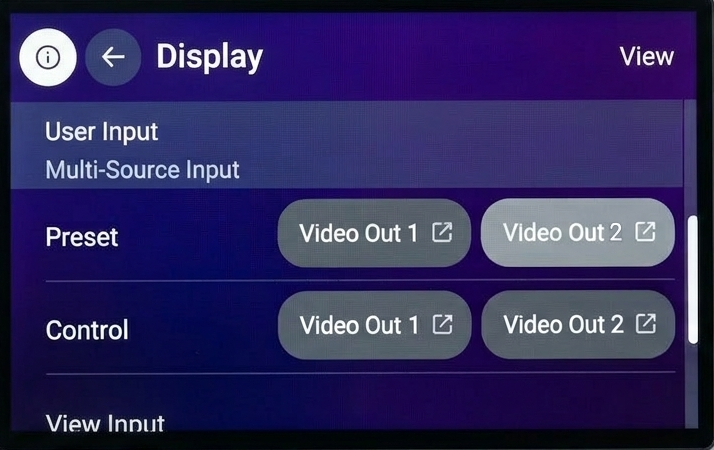 Display
View
User Input
Multi-Source Input
Preset
Video Out 1
Video Out 2
Control
Video Out 1
Video Out 2
View Input